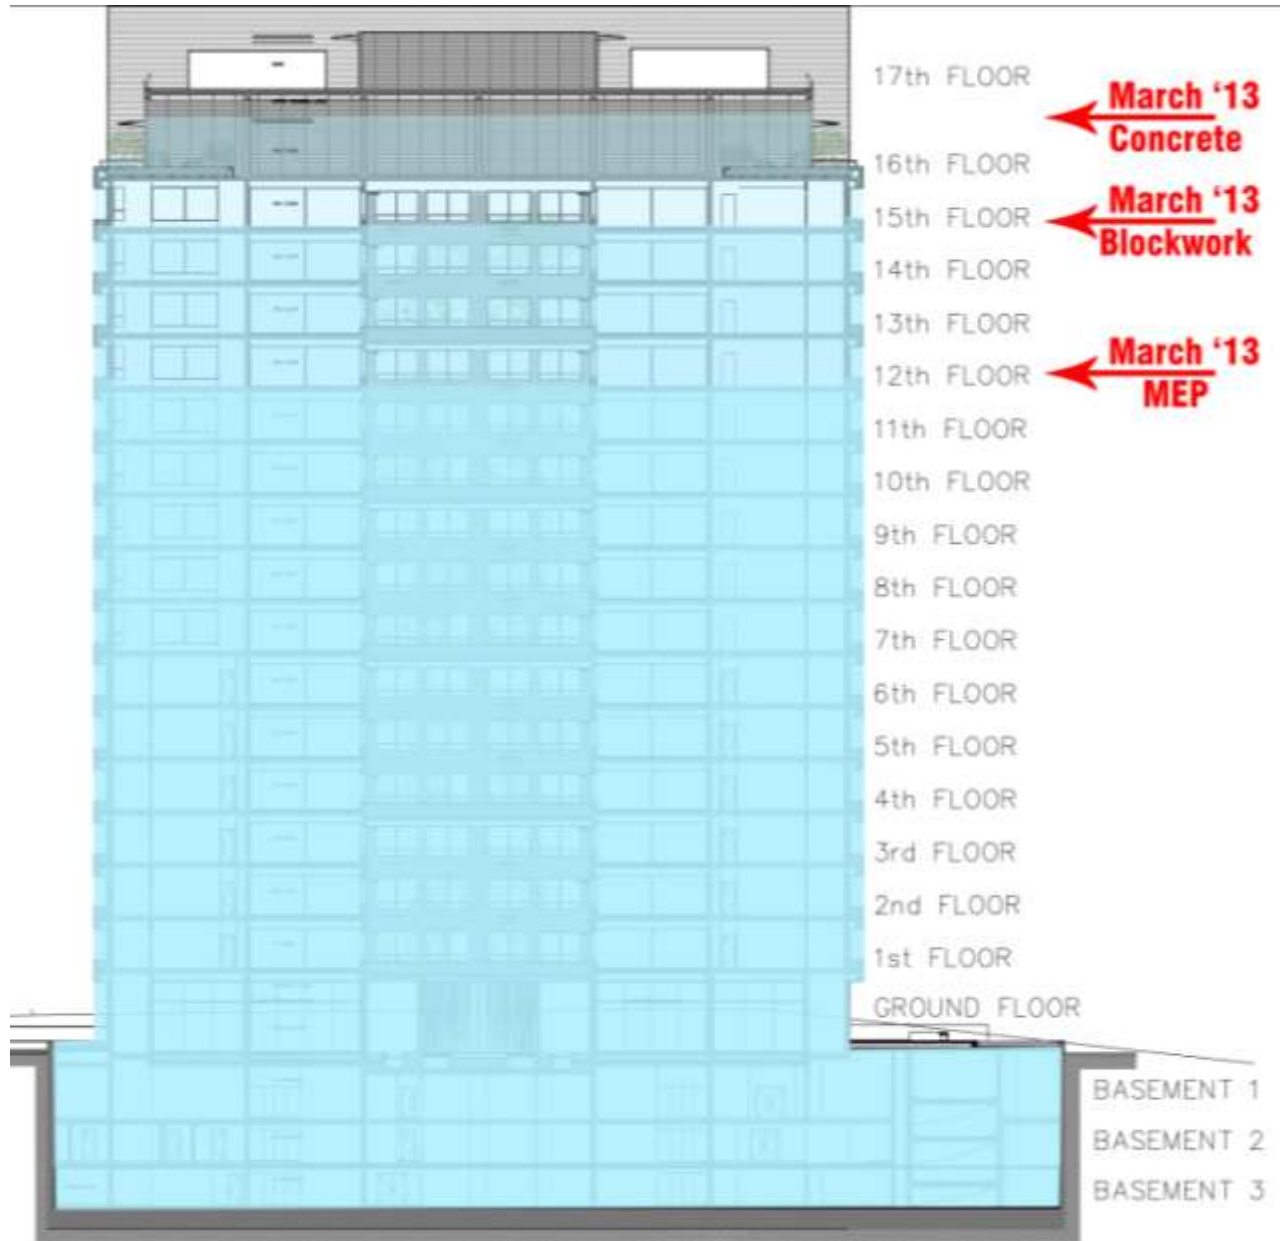 17th FLOOR
March ‘13
Concrete
16th FLOOR
March ‘13
15th FLOOR
Blockwork
14th FLOOR
13th FLOOR
March ‘13
12th FLOOR
MEP
11th FLOOR
10th FLOOR
9th FLOOR
8th FLOOR
7th FLOOR
6th FLOOR
5th FLOOR
4th FLOOR
3rd FLOOR
2nd FLOOR
1st FLOOR
GROUND FLOOR
BASEMENT 1
BASEMENT 2
BASEMENT 3